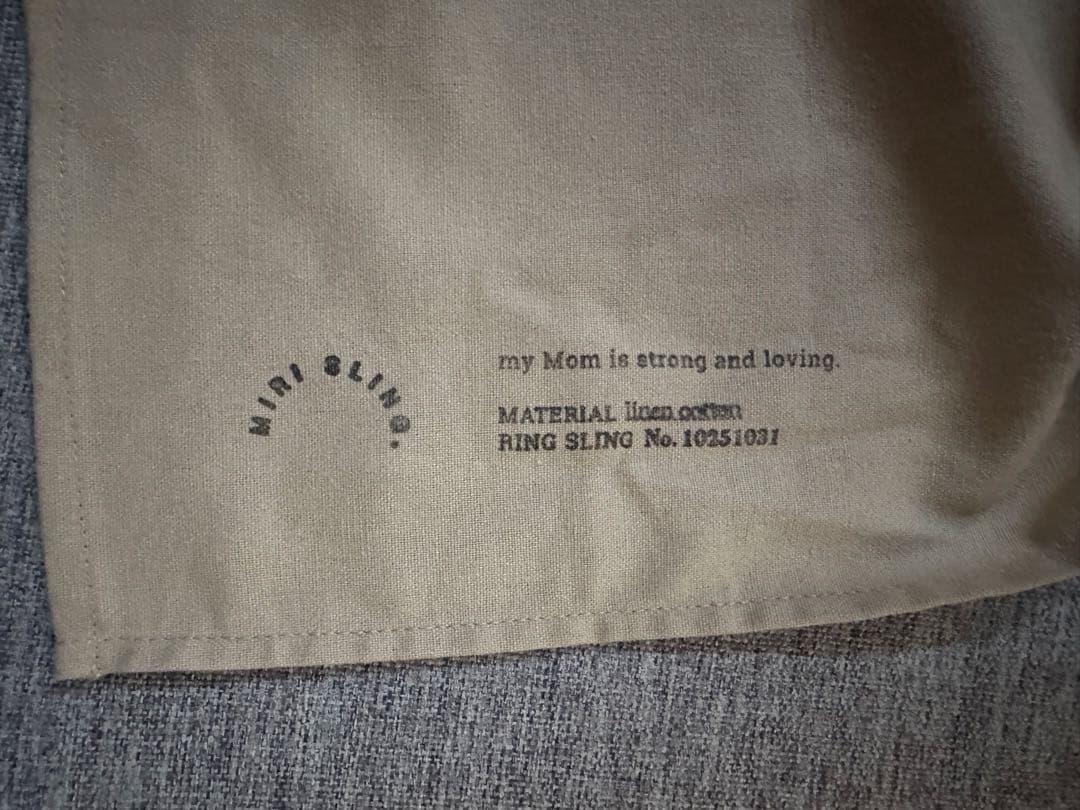 MIRI SLING.
my Mom is strong and loving.
MATERIAL linen.cotton
RING SLING No. 10251031